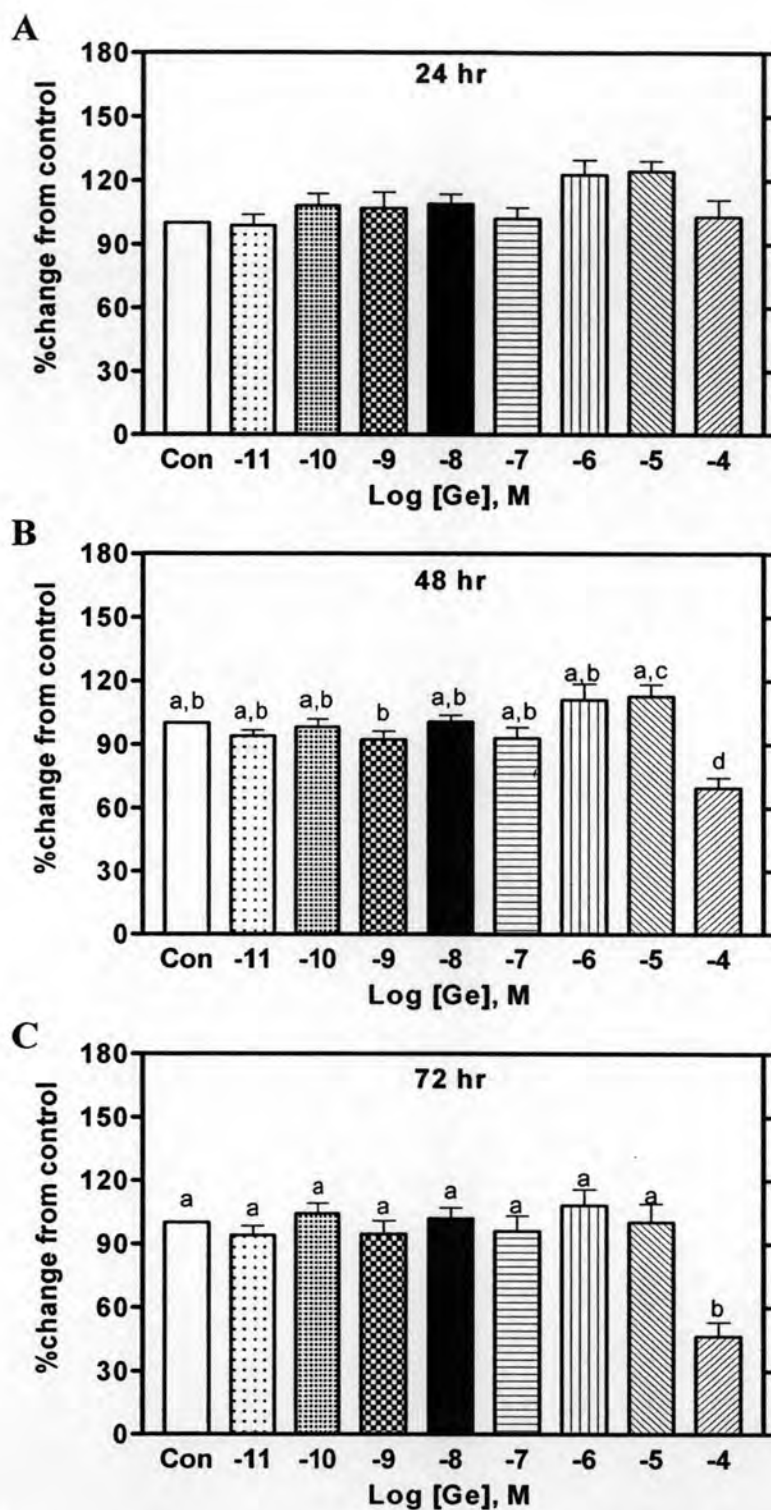 A
24 hr
%change from control
180
150
120
90
60
30
0
Con -11 -10 -9 -8 -7 -6 -5 -4
Log [Ge], M
B
48 hr
%change from control
180
150
120
90
60
30
0
a,b a,b a,b b a,b a,b a,b a,c d
Con -11 -10 -9 -8 -7 -6 -5 -4
Log [Ge], M
C
72 hr
%change from control
180
150
120
90
60
30
0
a a a a a a a a b
Con -11 -10 -9 -8 -7 -6 -5 -4
Log [Ge], M